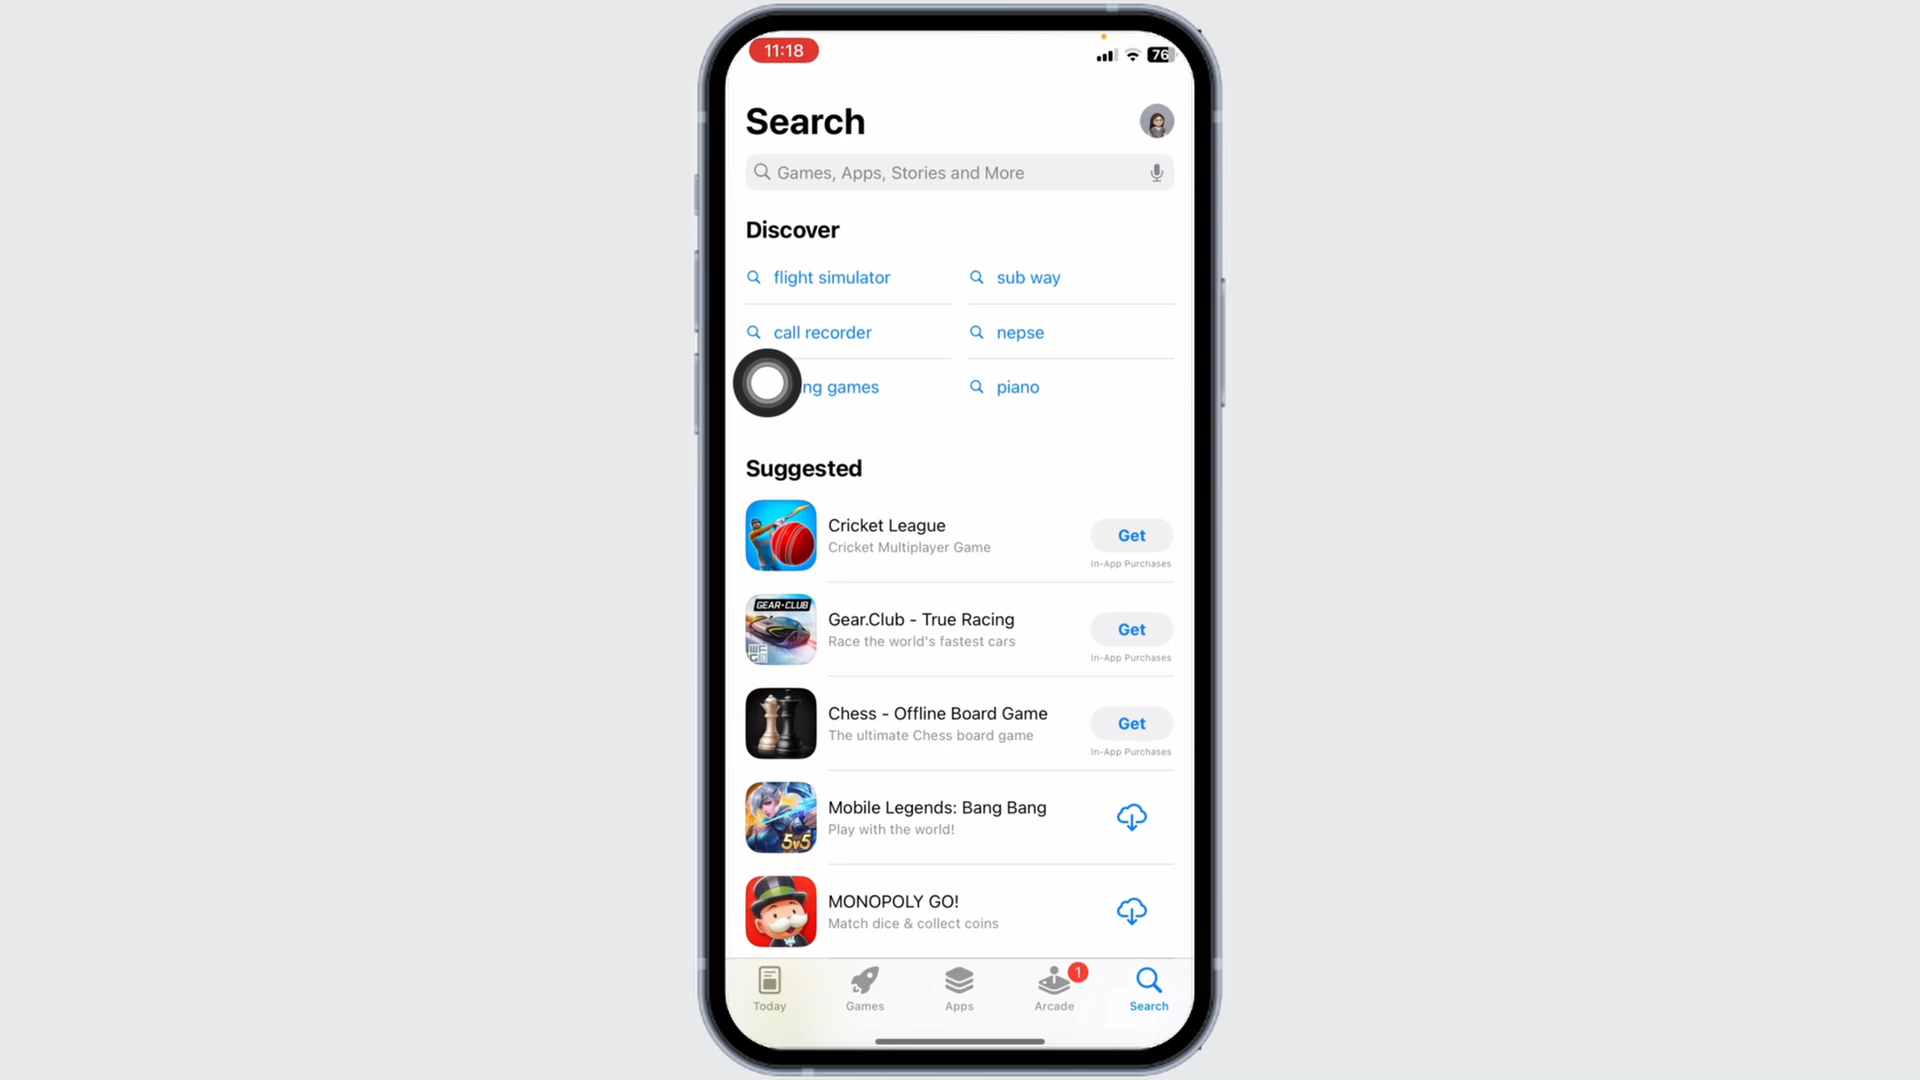 11:18
76
Search
Games, Apps, Stories and More
Discover
flight simulator
sub way
call recorder
nepse
ng games
piano
Suggested
GEAR·CLUB
Cricket League
Cricket Multiplayer Game
Get
In-App Purchases
Gear.Club - True Racing
Race the world's fastest cars
Get
In-App Purchases
Chess - Offline Board Game
The ultimate Chess board game
Get
In-App Purchases
5v5
Mobile Legends: Bang Bang
Play with the world!
MONOPOLY GO!
Match dice & collect coins
1
Today
Games
Apps
Arcade
Search